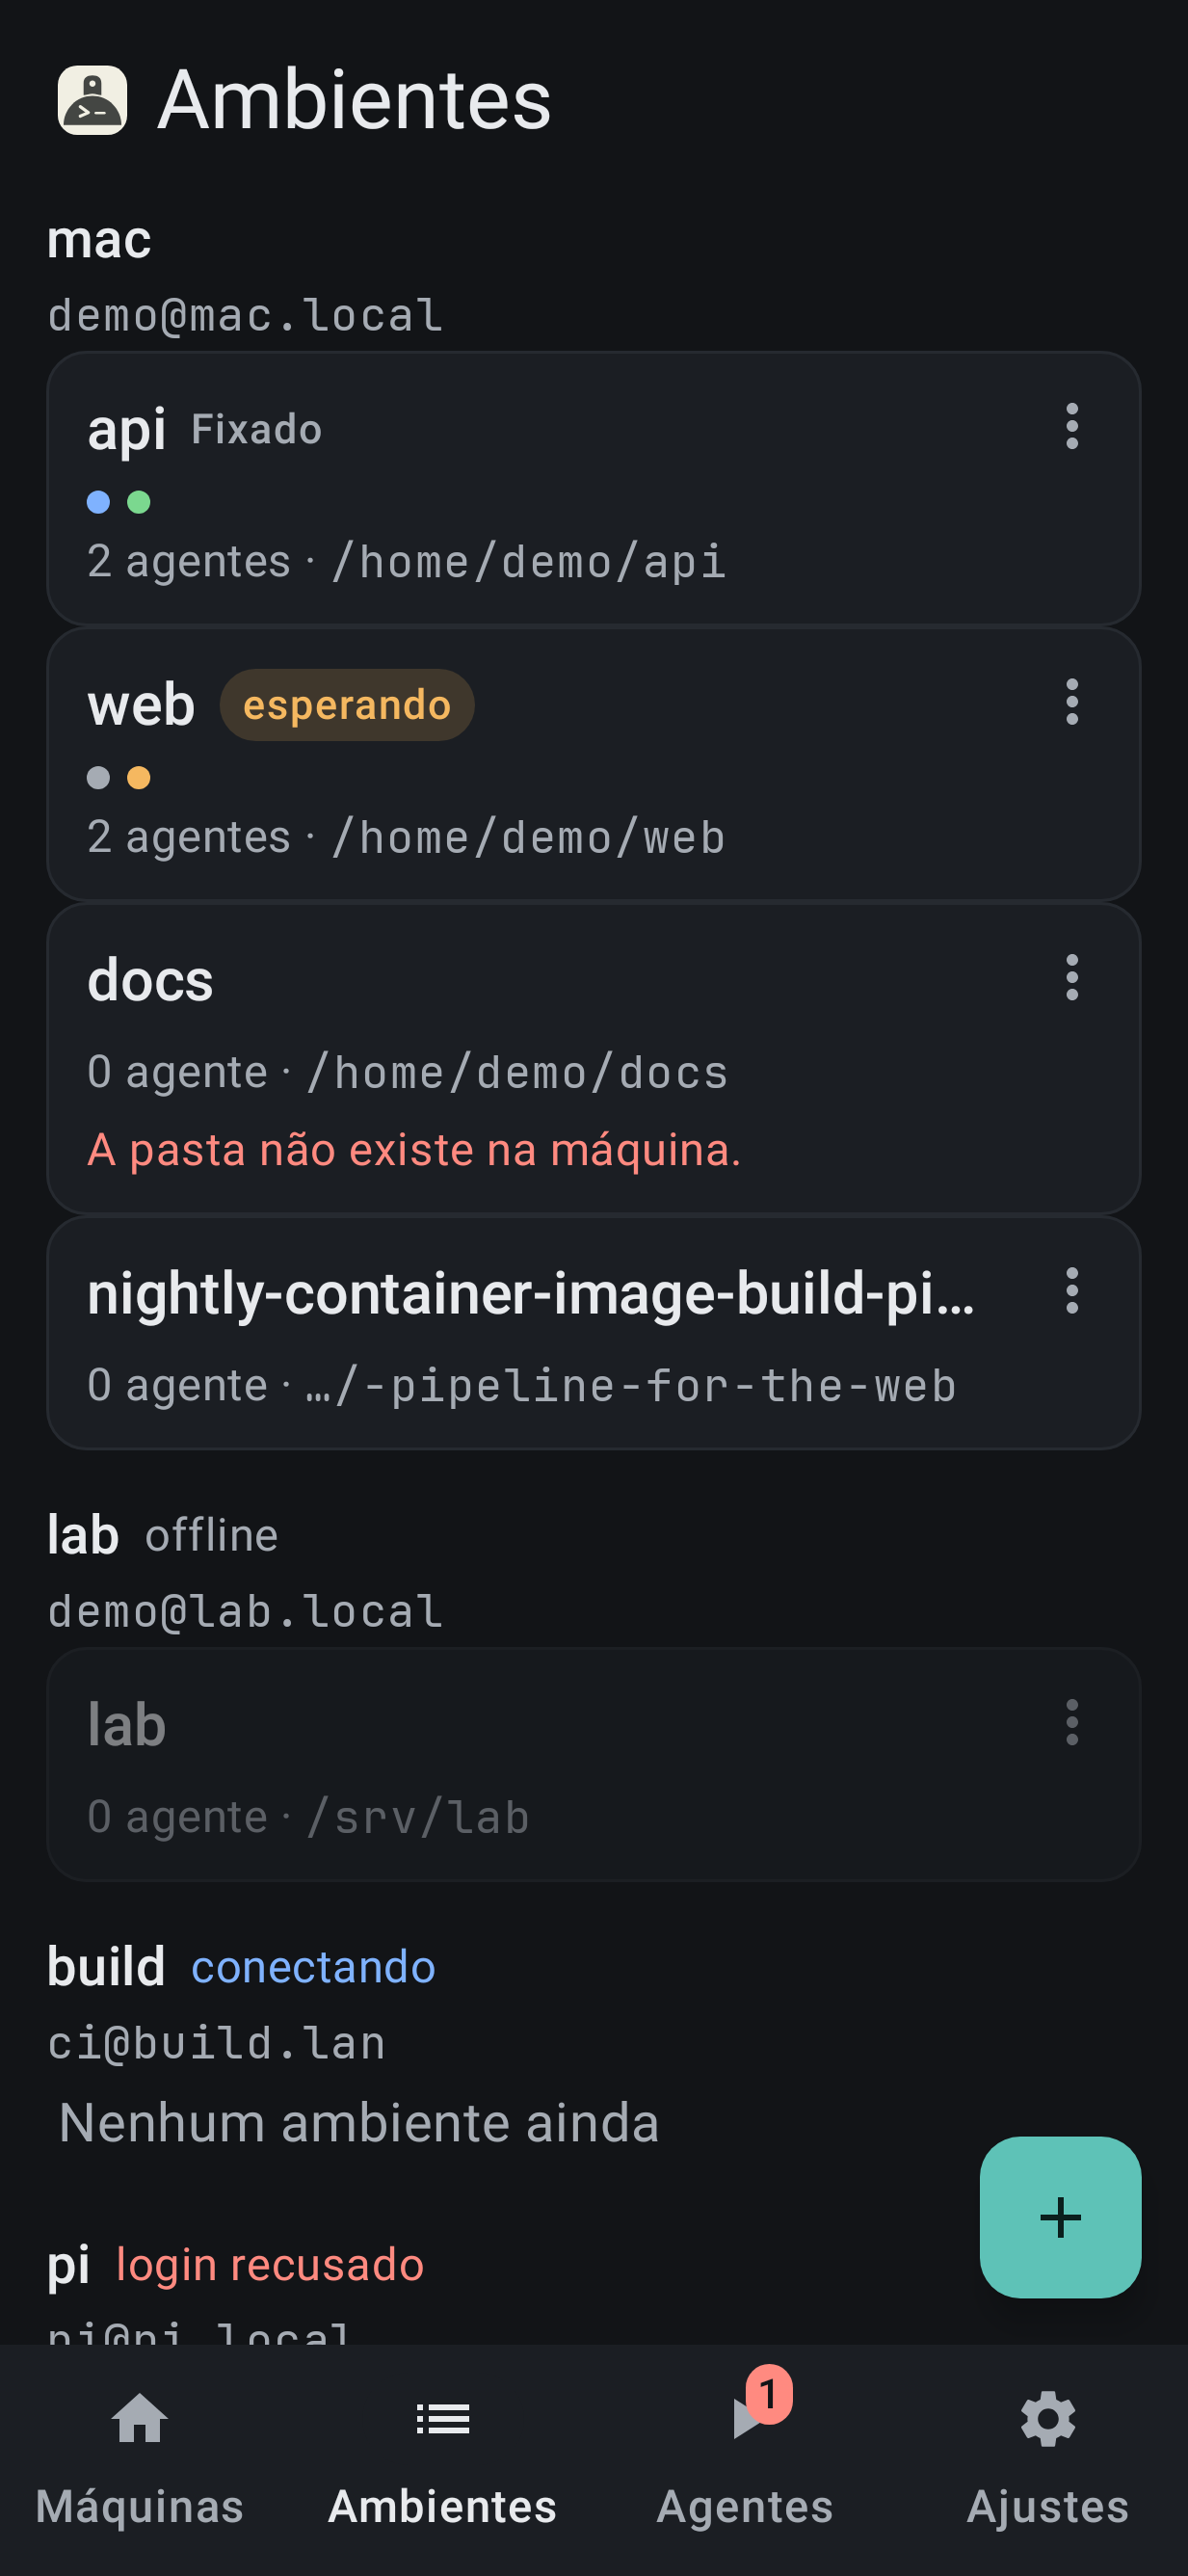 Ambientes
mac
demo@mac.local
api Fixado
2 agentes · /home/demo/api
web esperando
2 agentes · /home/demo/web
docs
0 agente · /home/demo/docs
A pasta não existe na máquina.
nightly-container-image-build-pi…
0 agente · …/-pipeline-for-the-web
lab offline
demo@lab.local
lab
0 agente · /srv/lab
build conectando
ci@build.lan
Nenhum ambiente ainda
pi login recusado
pi@pi.local
1
Máquinas Ambientes Agentes Ajustes